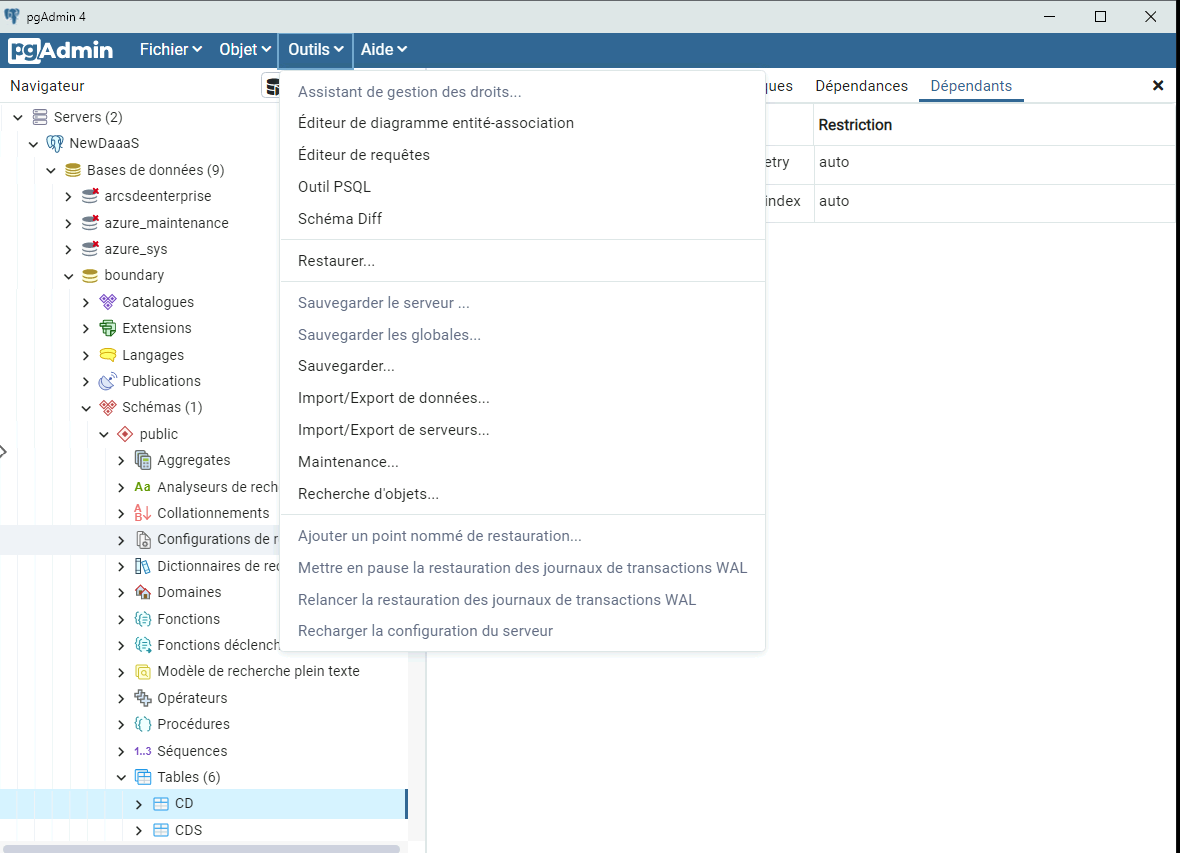 pgAdmin 4
pgAdmin Fichier Objet Outils Aide
Navigateur
Servers (2)
NewDaaaS
Bases de données (9)
arcsdeenterprise
azure_maintenance
azure_sys
boundary
Catalogues
Extensions
Langages
Publications
Schémas (1)
public
Aggregates
Aa Analyseurs de rech
Collationnements
Configurations de r
Dictionnaires de rec
Domaines
Fonctions
Fonctions déclench
Modèle de recherche plein texte
Opérateurs
Procédures
1..3 Séquences
Tables (6)
CD
CDS
Assistant de gestion des droits...
Éditeur de diagramme entité-association
Éditeur de requêtes
Outil PSQL
Schéma Diff
Restaurer...
Sauvegarder le serveur ...
Sauvegarder les globales...
Sauvegarder...
Import/Export de données...
Import/Export de serveurs...
Maintenance...
Recherche d'objets...
Ajouter un point nommé de restauration...
Mettre en pause la restauration des journaux de transactions WAL
Relancer la restauration des journaux de transactions WAL
Recharger la configuration du serveur
ques Dépendances Dépendants
Restriction
etry auto
index auto